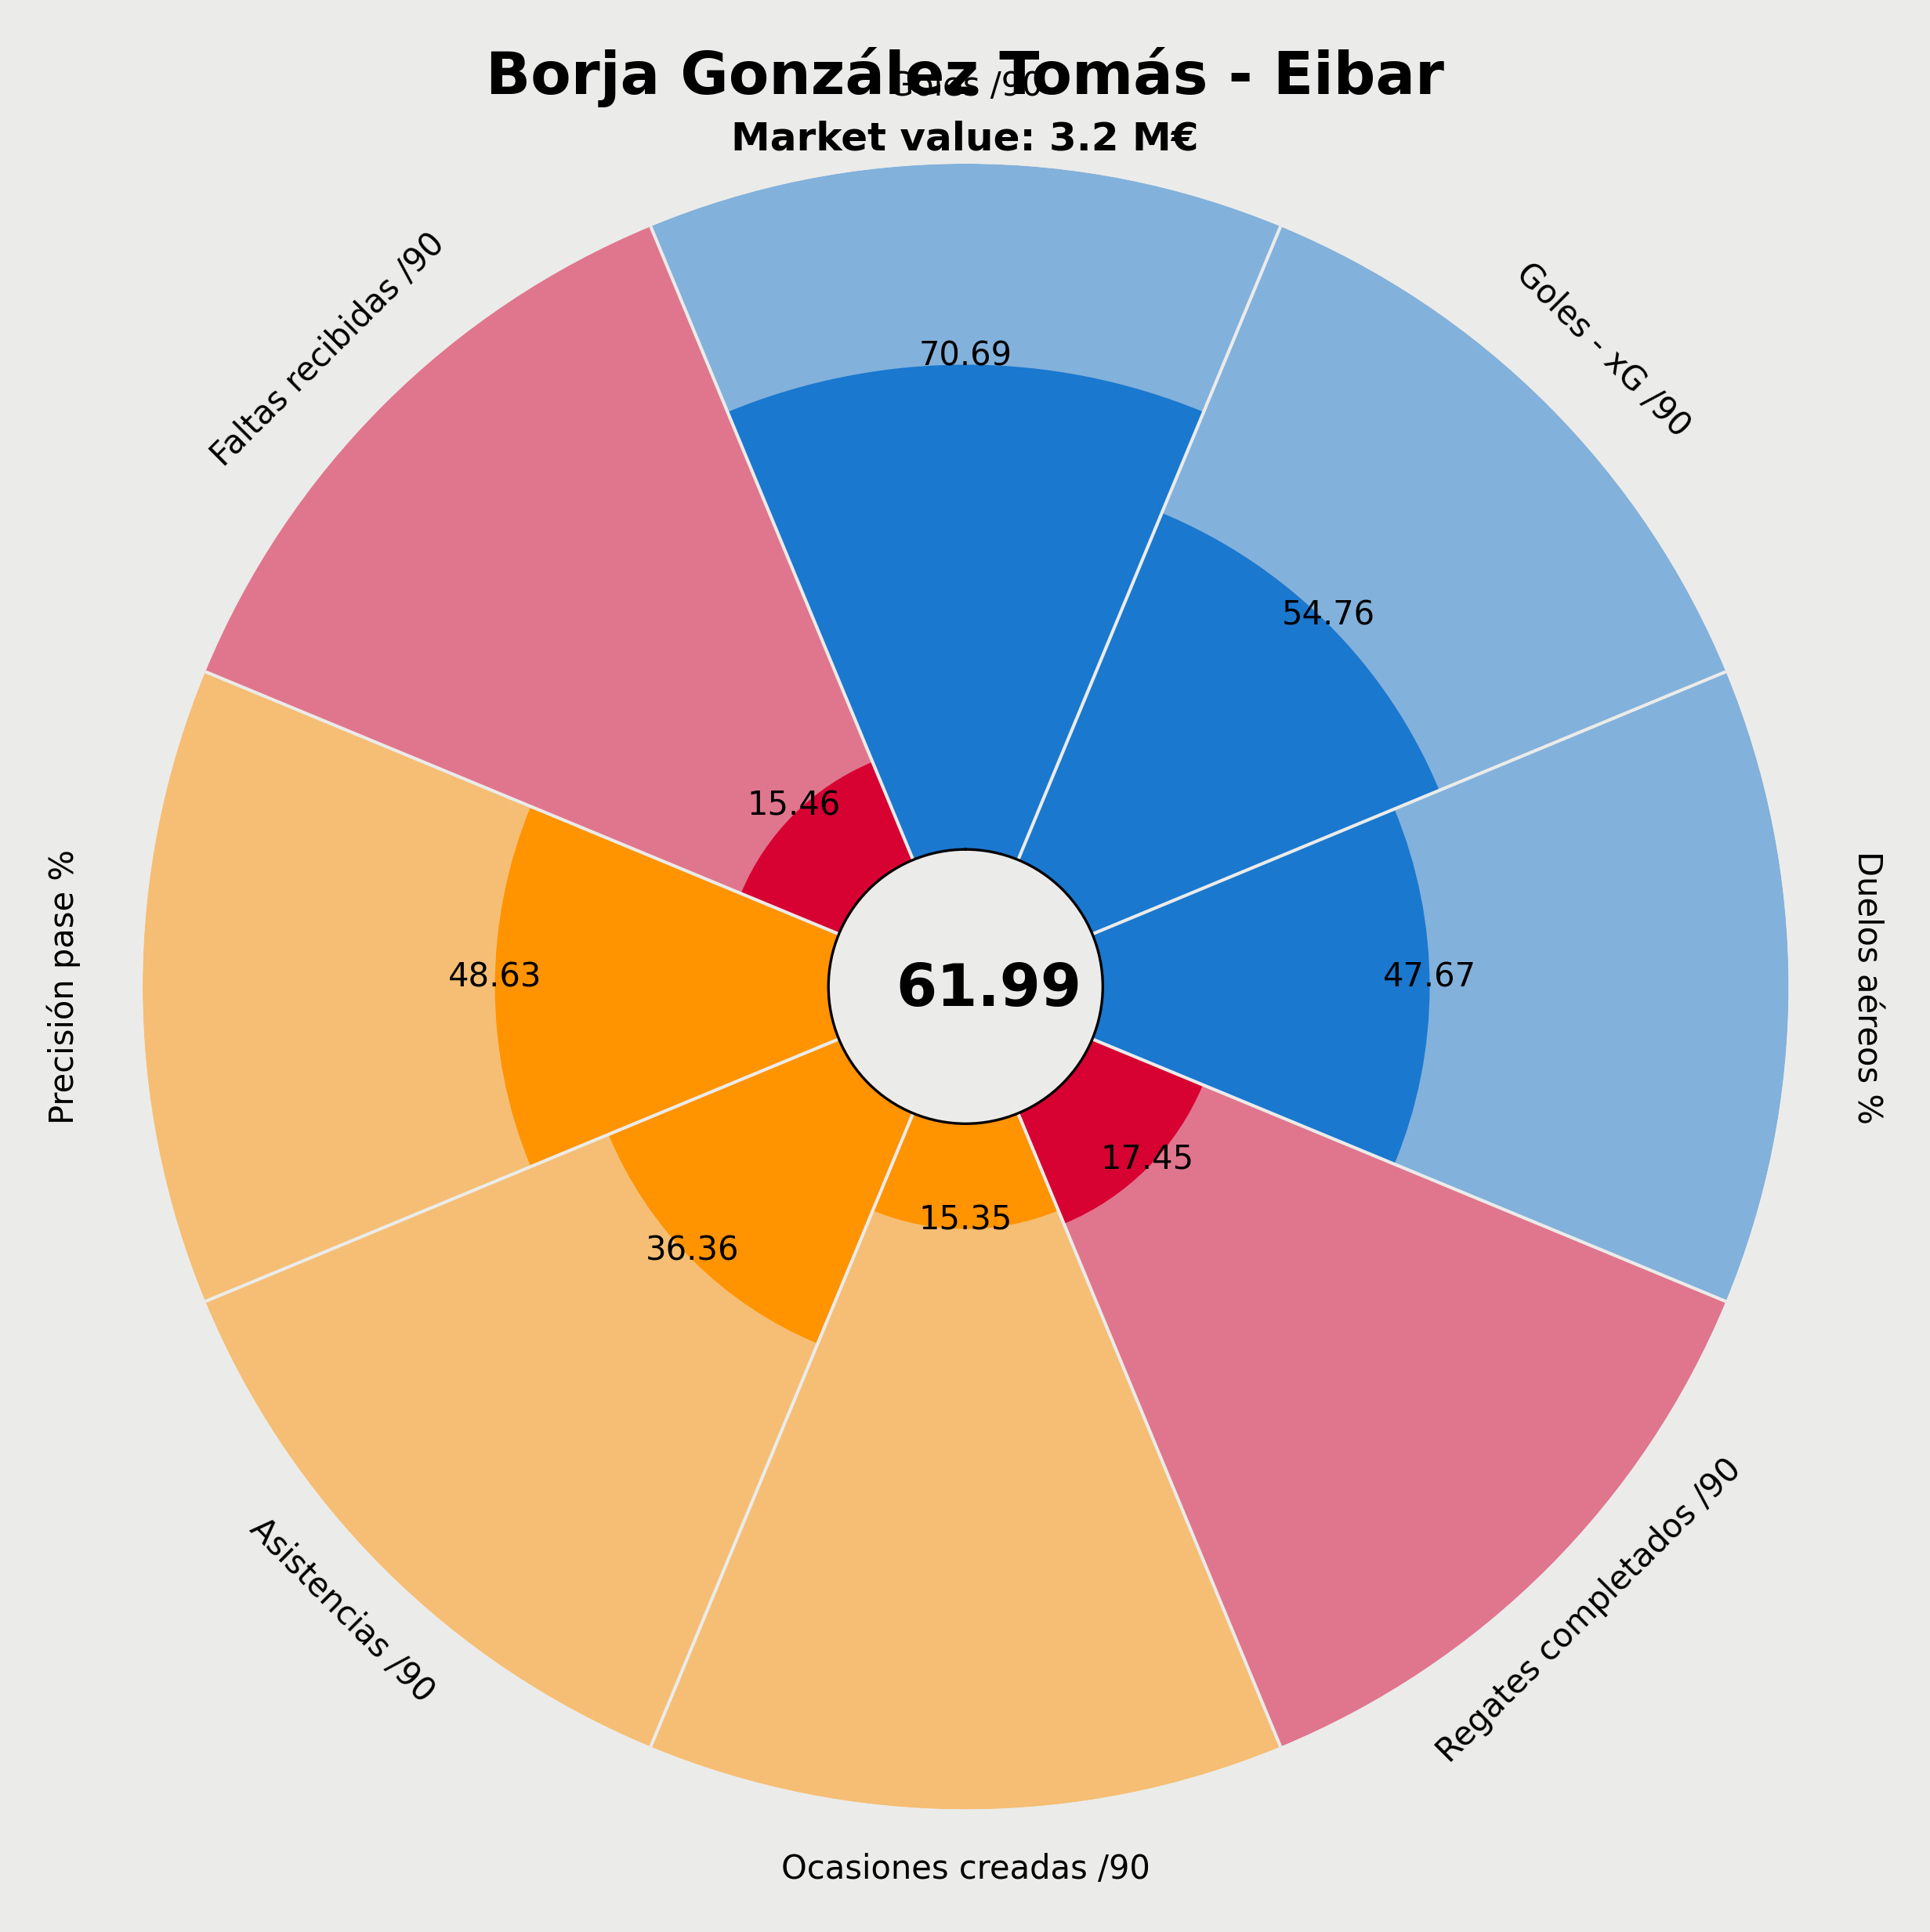 Borja González Tomás - Eibar
Goles /90
Market value: 3.2 M€
Goles - xG /90
Faltas recibidas /90
70.69
54.76
15.46
Precisión pase %
48.63
61.99
47.67
Duelos aéreos %
17.45
15.35
36.36
Asistencias /90
Regates completados /90
Ocasiones creadas /90